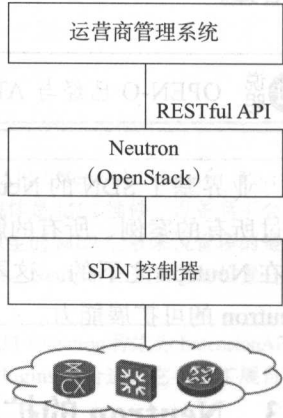 运营商管理系统
RESTful API
Neutron
（OpenStack）
SDN 控制器
CX